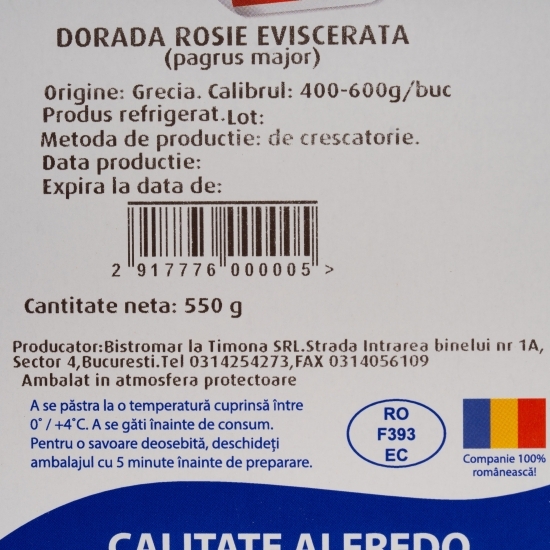 DORADA ROSIE EVISCERATA
(pagrus major)
Origine: Grecia. Calibrul: 400-600g/buc
Produs refrigerat.Lot:
Metoda de productie: de crescatorie.
Data productie:
Expira la data de:
2 917776 000005 >
Cantitate neta: 550 g
Producator:Bistromar la Timona SRL.Strada Intrarea binelui nr 1A,
Sector 4,Bucuresti.Tel 0314254273,FAX 0314056109
Ambalat in atmosfera protectoare
A se păstra la o temperatură cuprinsă între
0˚ / +4˚C. A se găti înainte de consum.
Pentru o savoare deosebită, deschideți
ambalajul cu 5 minute înainte de preparare.
RO
F393
EC
Companie 100%
românească!
CALITATE ALFREDO